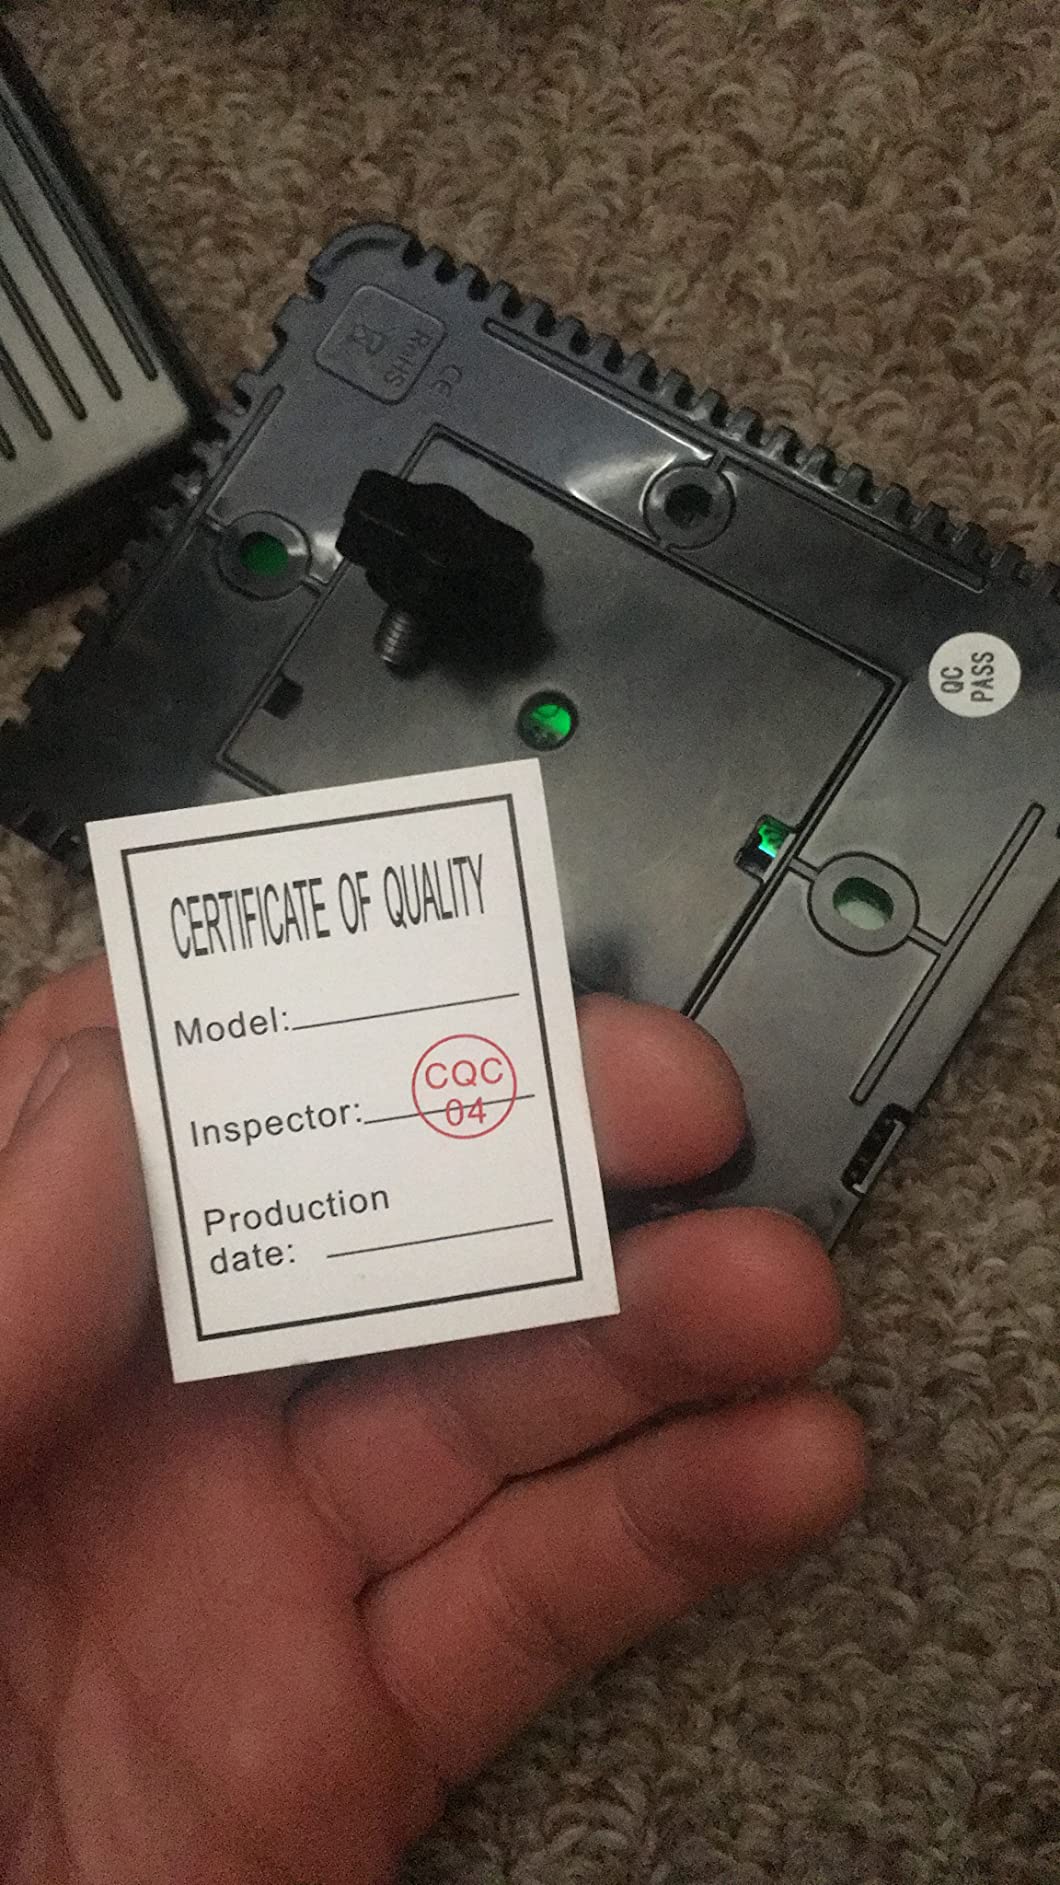 RoHS
CE
QC
PASS
CERTIFICATE OF QUALITY
Model:
Inspector:
CQC
04
Production
date: